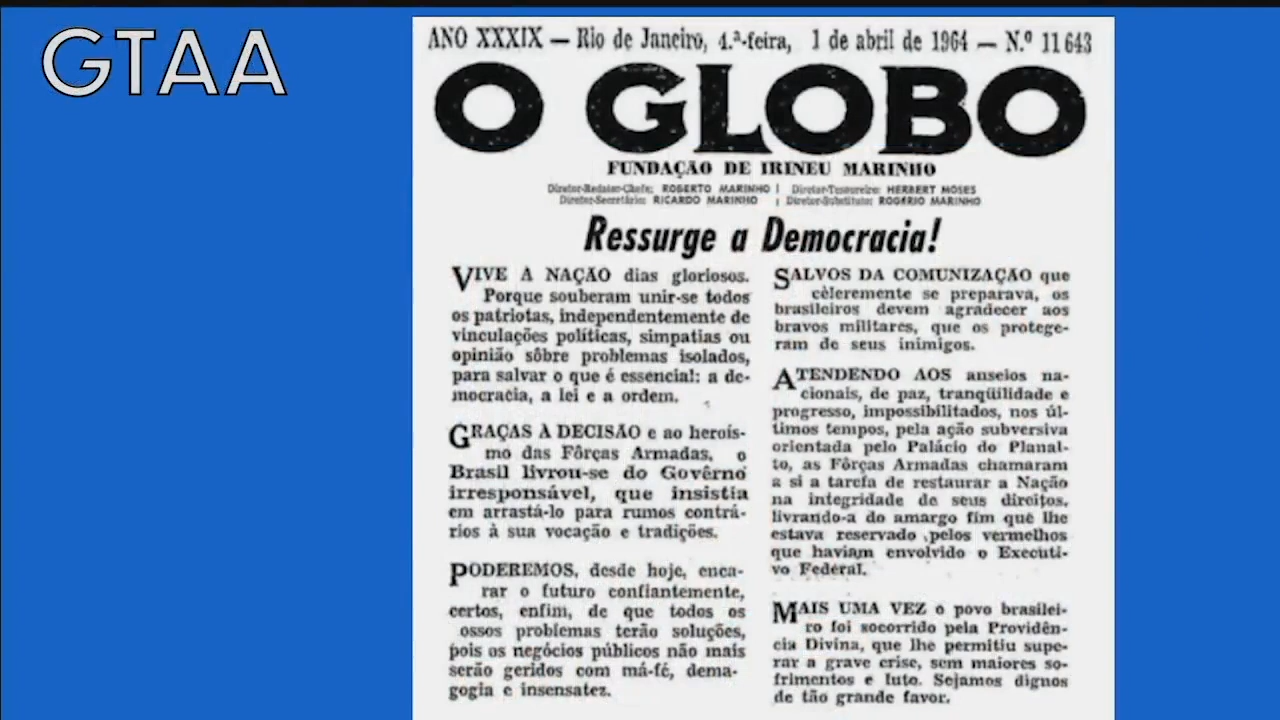 GTAA
ANO XXXIX — Rio de Janeiro, 4.ª-feira, 1 de abril de 1964 — N.º 11643
O GLOBO
FUNDAÇÃO DE IRINEU MARINHO
Diretor-Redator-Chefe: ROBERTO MARINHO | Diretor-Tesoureiro: HERBERT MOSES
Diretor-Secretário: RICARDO MARINHO | Diretor-Substituto: ROGÉRIO MARINHO
Ressurge a Democracia!
VIVE A NAÇÃO dias gloriosos.
Porque souberam unir-se todos
os patriotas, independentemente de
vinculações políticas, simpatias ou
opinião sôbre problemas isolados,
para salvar o que é essencial: a de-
mocracia, a lei e a ordem.
GRAÇAS À DECISÃO e ao herois-
mo das Fôrças Armadas, o
Brasil livrou-se do Govêrno
irresponsável, que insistia
em arrastá-lo para rumos contrá-
rios à sua vocação e tradições.
PODEREMOS, desde hoje, enca-
rar o futuro confiantemente,
certos, enfim, de que todos os
ossos problemas terão soluções,
pois os negócios públicos não mais
serão geridos com má-fé, dema-
gogia e insensatez.
SALVOS DA COMUNIZAÇÃO que
cèleremente se preparava, os
brasileiros devem agradecer aos
bravos militares, que os protege-
ram de seus inimigos.
ATENDENDO AOS anseios na-
cionais, de paz, tranqüilidade e
progresso, impossibilitados, nos úl-
timos tempos, pela ação subversiva
orientada pelo Palácio do Planal-
to, as Fôrças Armadas chamaram
a si a tarefa de restaurar a Nação
na integridade de seus direitos,
livrando-a do amargo fim que lhe
estava reservado pelos vermelhos
que haviam envolvido o Executi-
vo Federal.
MAIS UMA VEZ o povo brasilei-
ro foi socorrido pela Providên-
cia Divina, que lhe permitiu supe-
rar a grave crise, sem maiores so-
frimentos e luto. Sejamos dignos
de tão grande favor.